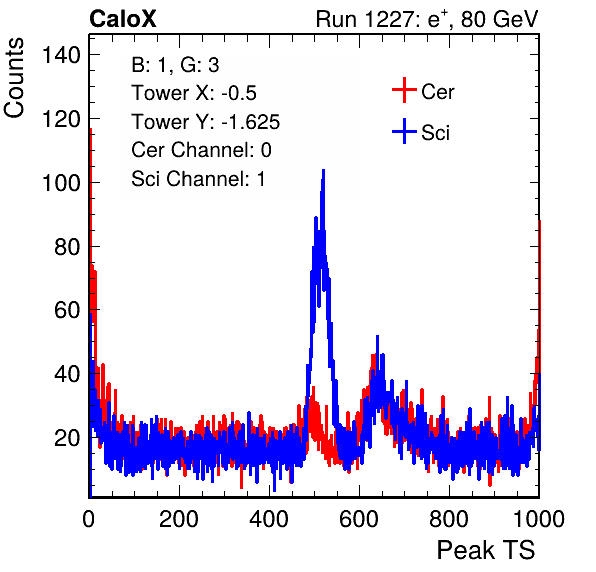 CaloX Run 1227: e⁺, 80 GeV
B: 1, G: 3
Tower X: -0.5
Tower Y: -1.625
Cer Channel: 0
Sci Channel: 1
Cer
Sci
Counts
140
120
100
80
60
40
20
0 200 400 600 800 1000
Peak TS